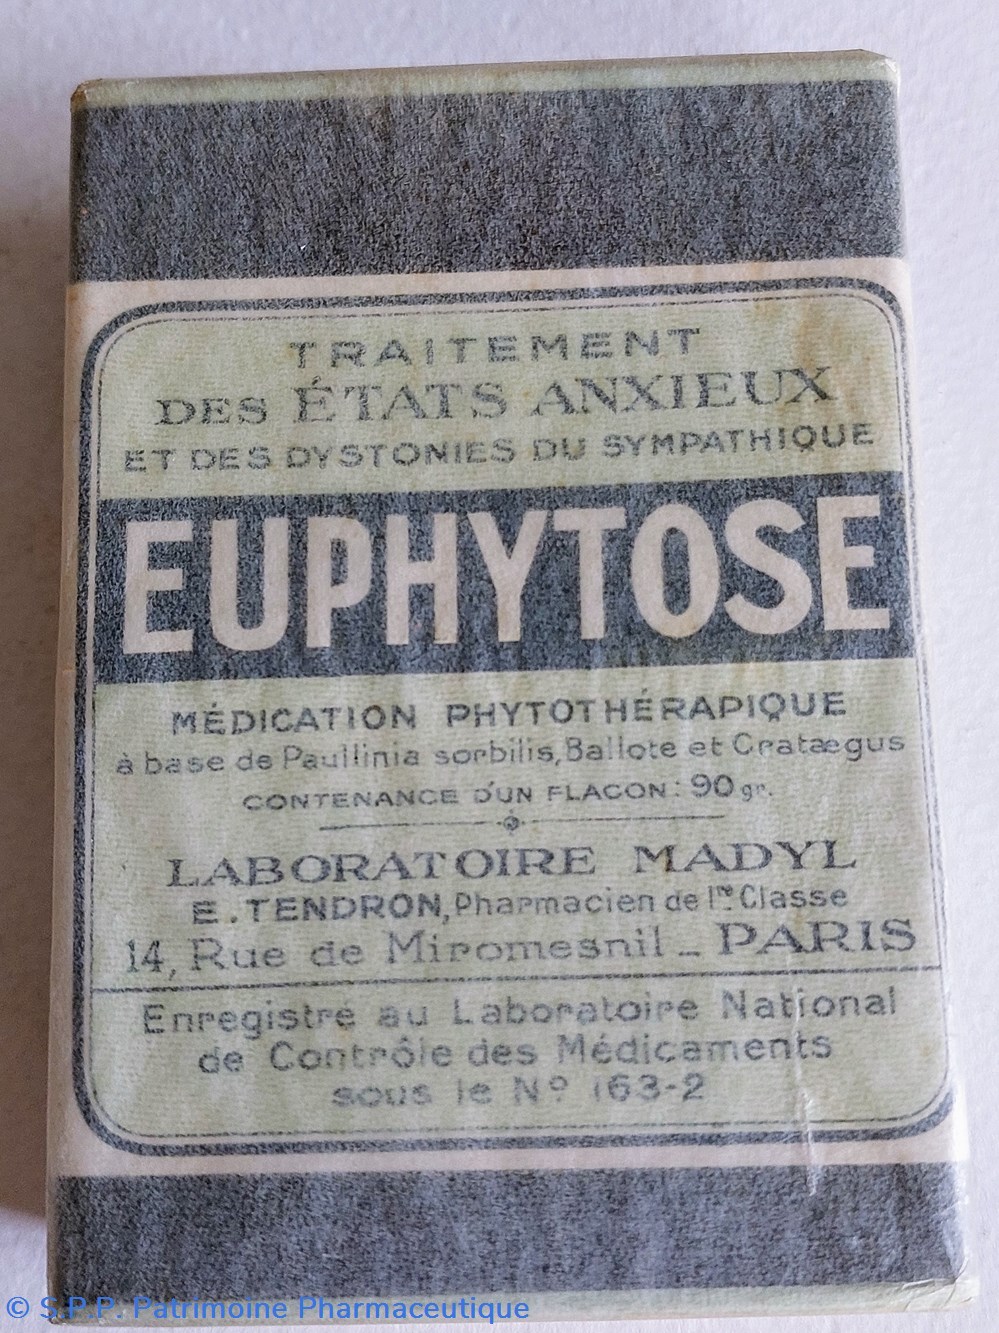 TRAITEMENT
DES ÉTATS ANXIEUX
ET DES DYSTONIES DU SYMPATHIQUE
EUPHYTOSE
MÉDICATION PHYTOTHÉRAPIQUE
à base de Paullinia sorbilis, Ballote et Cratægus
CONTENANCE D'UN FLACON : 90 gr.
LABORATOIRE MADYL
E. TENDRON, Pharmacien de 1re Classe
14, Rue de Miromesnil _ PARIS
Enregistré au Laboratoire National
de Contrôle des Médicaments
sous le Nº 163-2
© S.P.P. Patrimoine Pharmaceutique